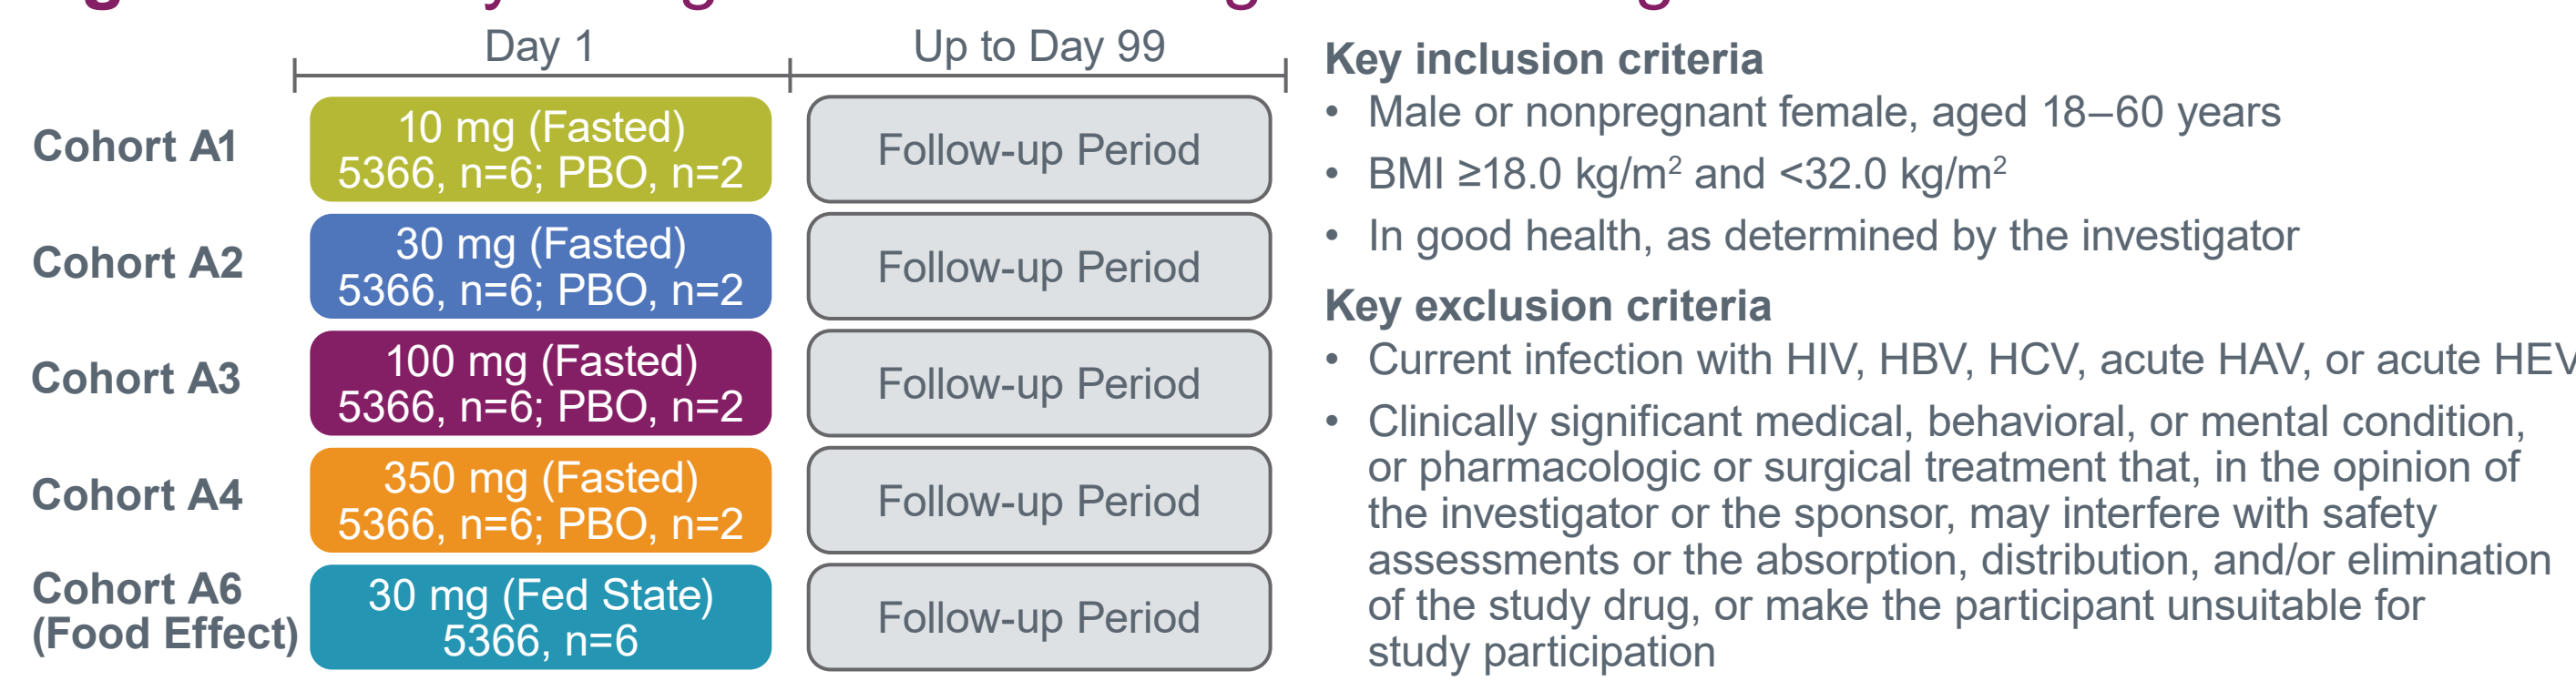 Day 1
Up to Day 99
Cohort A1
10 mg (Fasted)
5366, n=6; PBO, n=2
Follow-up Period
Cohort A2
30 mg (Fasted)
5366, n=6; PBO, n=2
Follow-up Period
Cohort A3
100 mg (Fasted)
5366, n=6; PBO, n=2
Follow-up Period
Cohort A4
350 mg (Fasted)
5366, n=6; PBO, n=2
Follow-up Period
Cohort A6
(Food Effect)
30 mg (Fed State)
5366, n=6
Follow-up Period
Key inclusion criteria
• Male or nonpregnant female, aged 18–60 years
• BMI ≥18.0 kg/m² and <32.0 kg/m²
• In good health, as determined by the investigator
Key exclusion criteria
• Current infection with HIV, HBV, HCV, acute HAV, or acute HEV
• Clinically significant medical, behavioral, or mental condition,
or pharmacologic or surgical treatment that, in the opinion of
the investigator or the sponsor, may interfere with safety
assessments or the absorption, distribution, and/or elimination
of the study drug, or make the participant unsuitable for
study participation